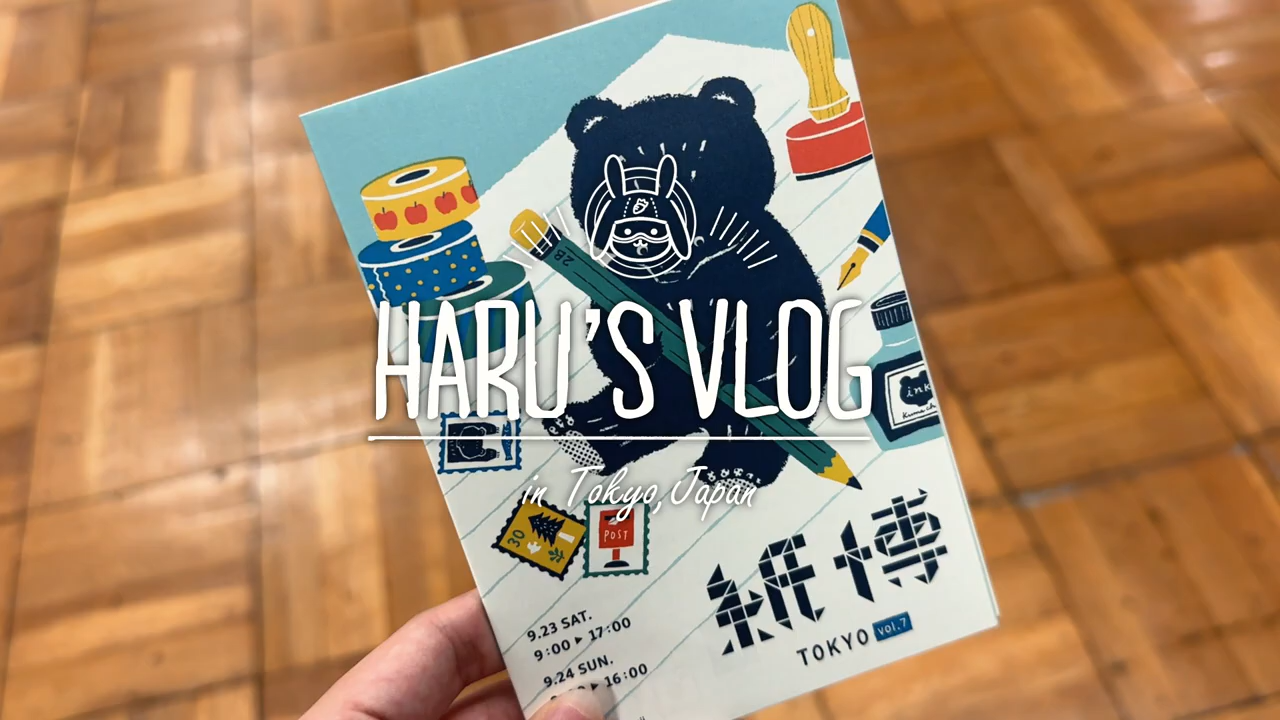 2B
HARU'S VLOG
in Tokyo, Japan
ink
30
POST
紙博
TOKYO vol.7
9.23 SAT.
9:00▶17:00
9.24 SUN.
16:00